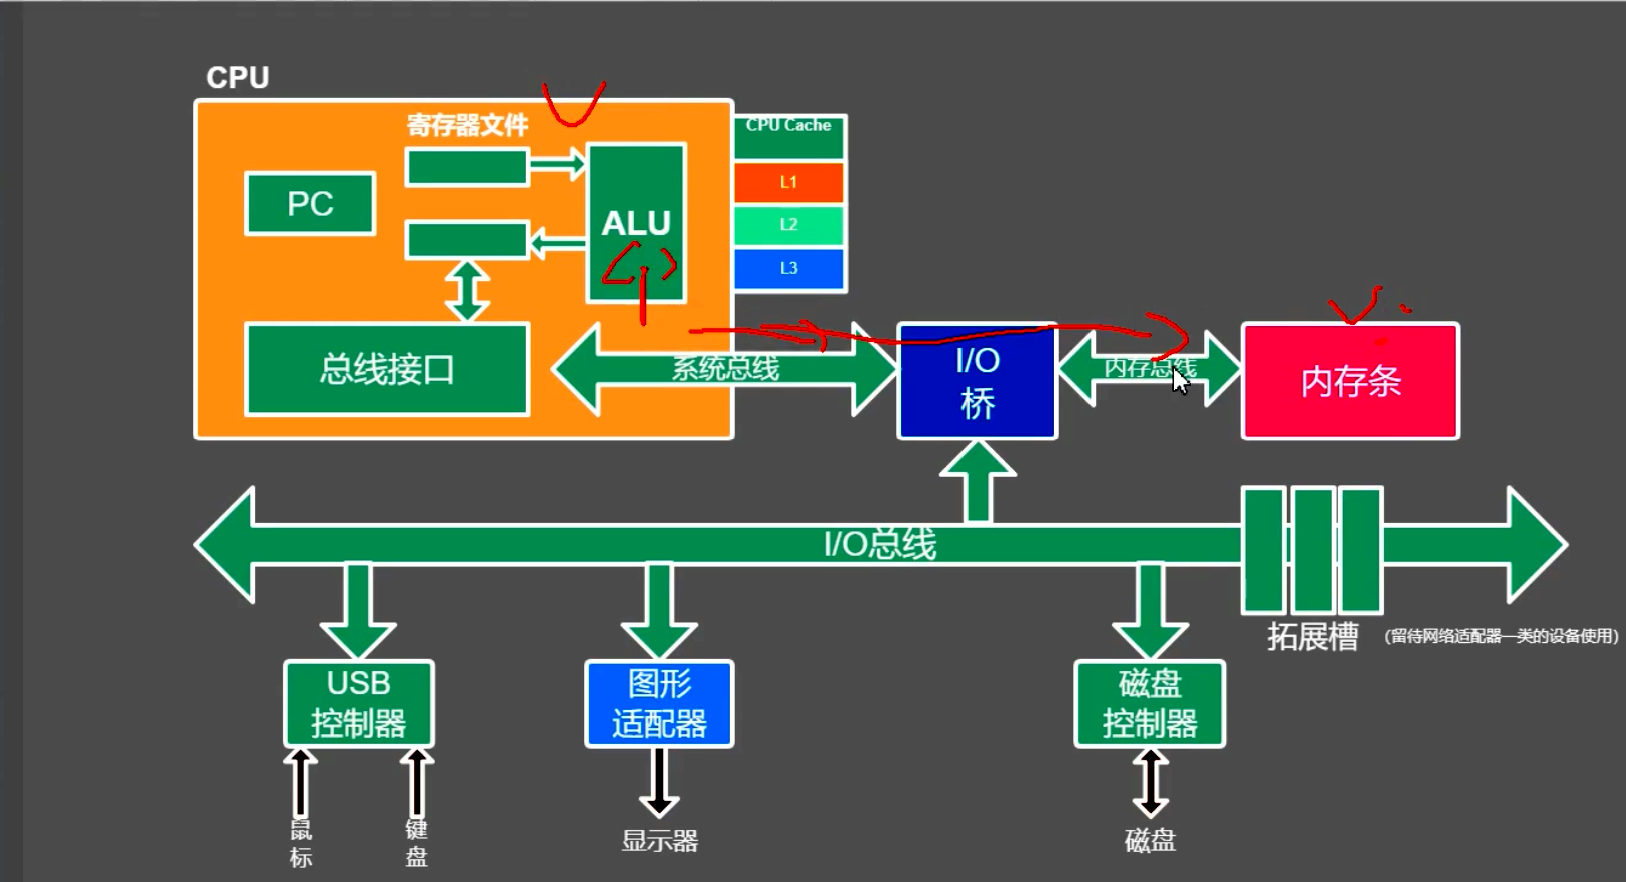 CPU
寄存器文件
CPU Cache
PC
ALU
L1
L2
L3
总线接口
系统总线
I/O
桥
内存总线
内存条
I/O总线
拓展槽
(留待网络适配器一类的设备使用)
USB
控制器
图形
适配器
磁盘
控制器
鼠
标
键
盘
显示器
磁盘